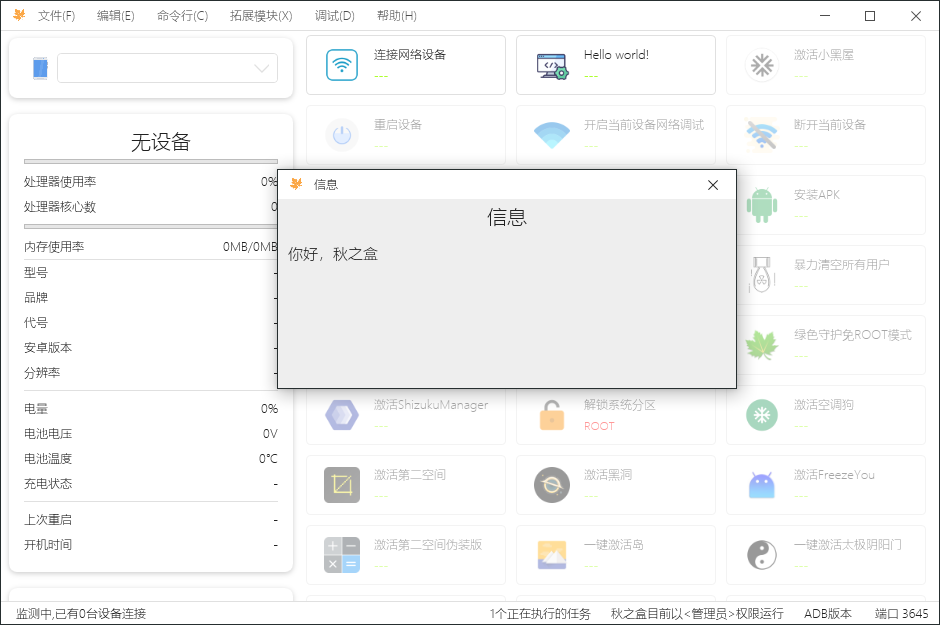 文件(F) 编辑(E) 命令行(C) 拓展模块(X) 调试(D) 帮助(H)
无设备
处理器使用率 0%
处理器核心数 0
内存使用率 0MB/0MB
型号 -
品牌 -
代号 -
安卓版本 -
分辨率 -
电量 0%
电池电压 0V
电池温度 0℃
充电状态 -
上次重启 -
开机时间 -
连接网络设备
---
Hello world!
---
激活小黑屋
---
重启设备
---
开启当前设备网络调试
---
断开当前设备
---
信息
信息
你好，秋之盒
安装APK
---
暴力清空所有用户
---
绿色守护免ROOT模式
---
激活ShizukuManager
---
解锁系统分区
ROOT
激活空调狗
---
激活第二空间
---
激活黑洞
---
激活FreezeYou
---
激活第二空间伪装版
---
一键激活岛
---
一键激活太极阴阳门
---
监测中,已有0台设备连接 1个正在执行的任务 秋之盒目前以<管理员>权限运行 ADB版本 端口 3645